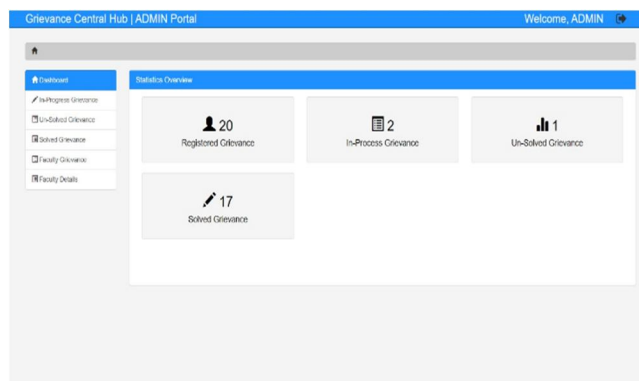 Grievance Central Hub | ADMIN Portal
Welcome, ADMIN
Dashboard
Statistics Overview
In-Progress Grievance
Un-Solved Grievance
Solved Grievance
Faculty Grievance
Faculty Details
20
Registered Grievance
2
In-Process Grievance
1
Un-Solved Grievance
17
Solved Grievance